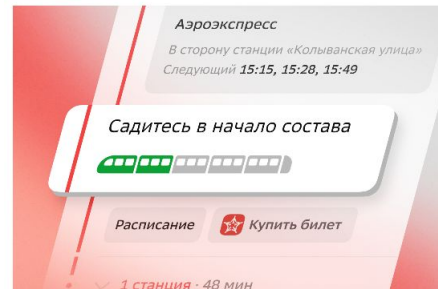 Аэроэкспресс
В сторону станции «Колыванская улица»
Следующий 15:15, 15:28, 15:49
Садитесь в начало состава
Расписание
Купить билет
1 станция · 48 мин